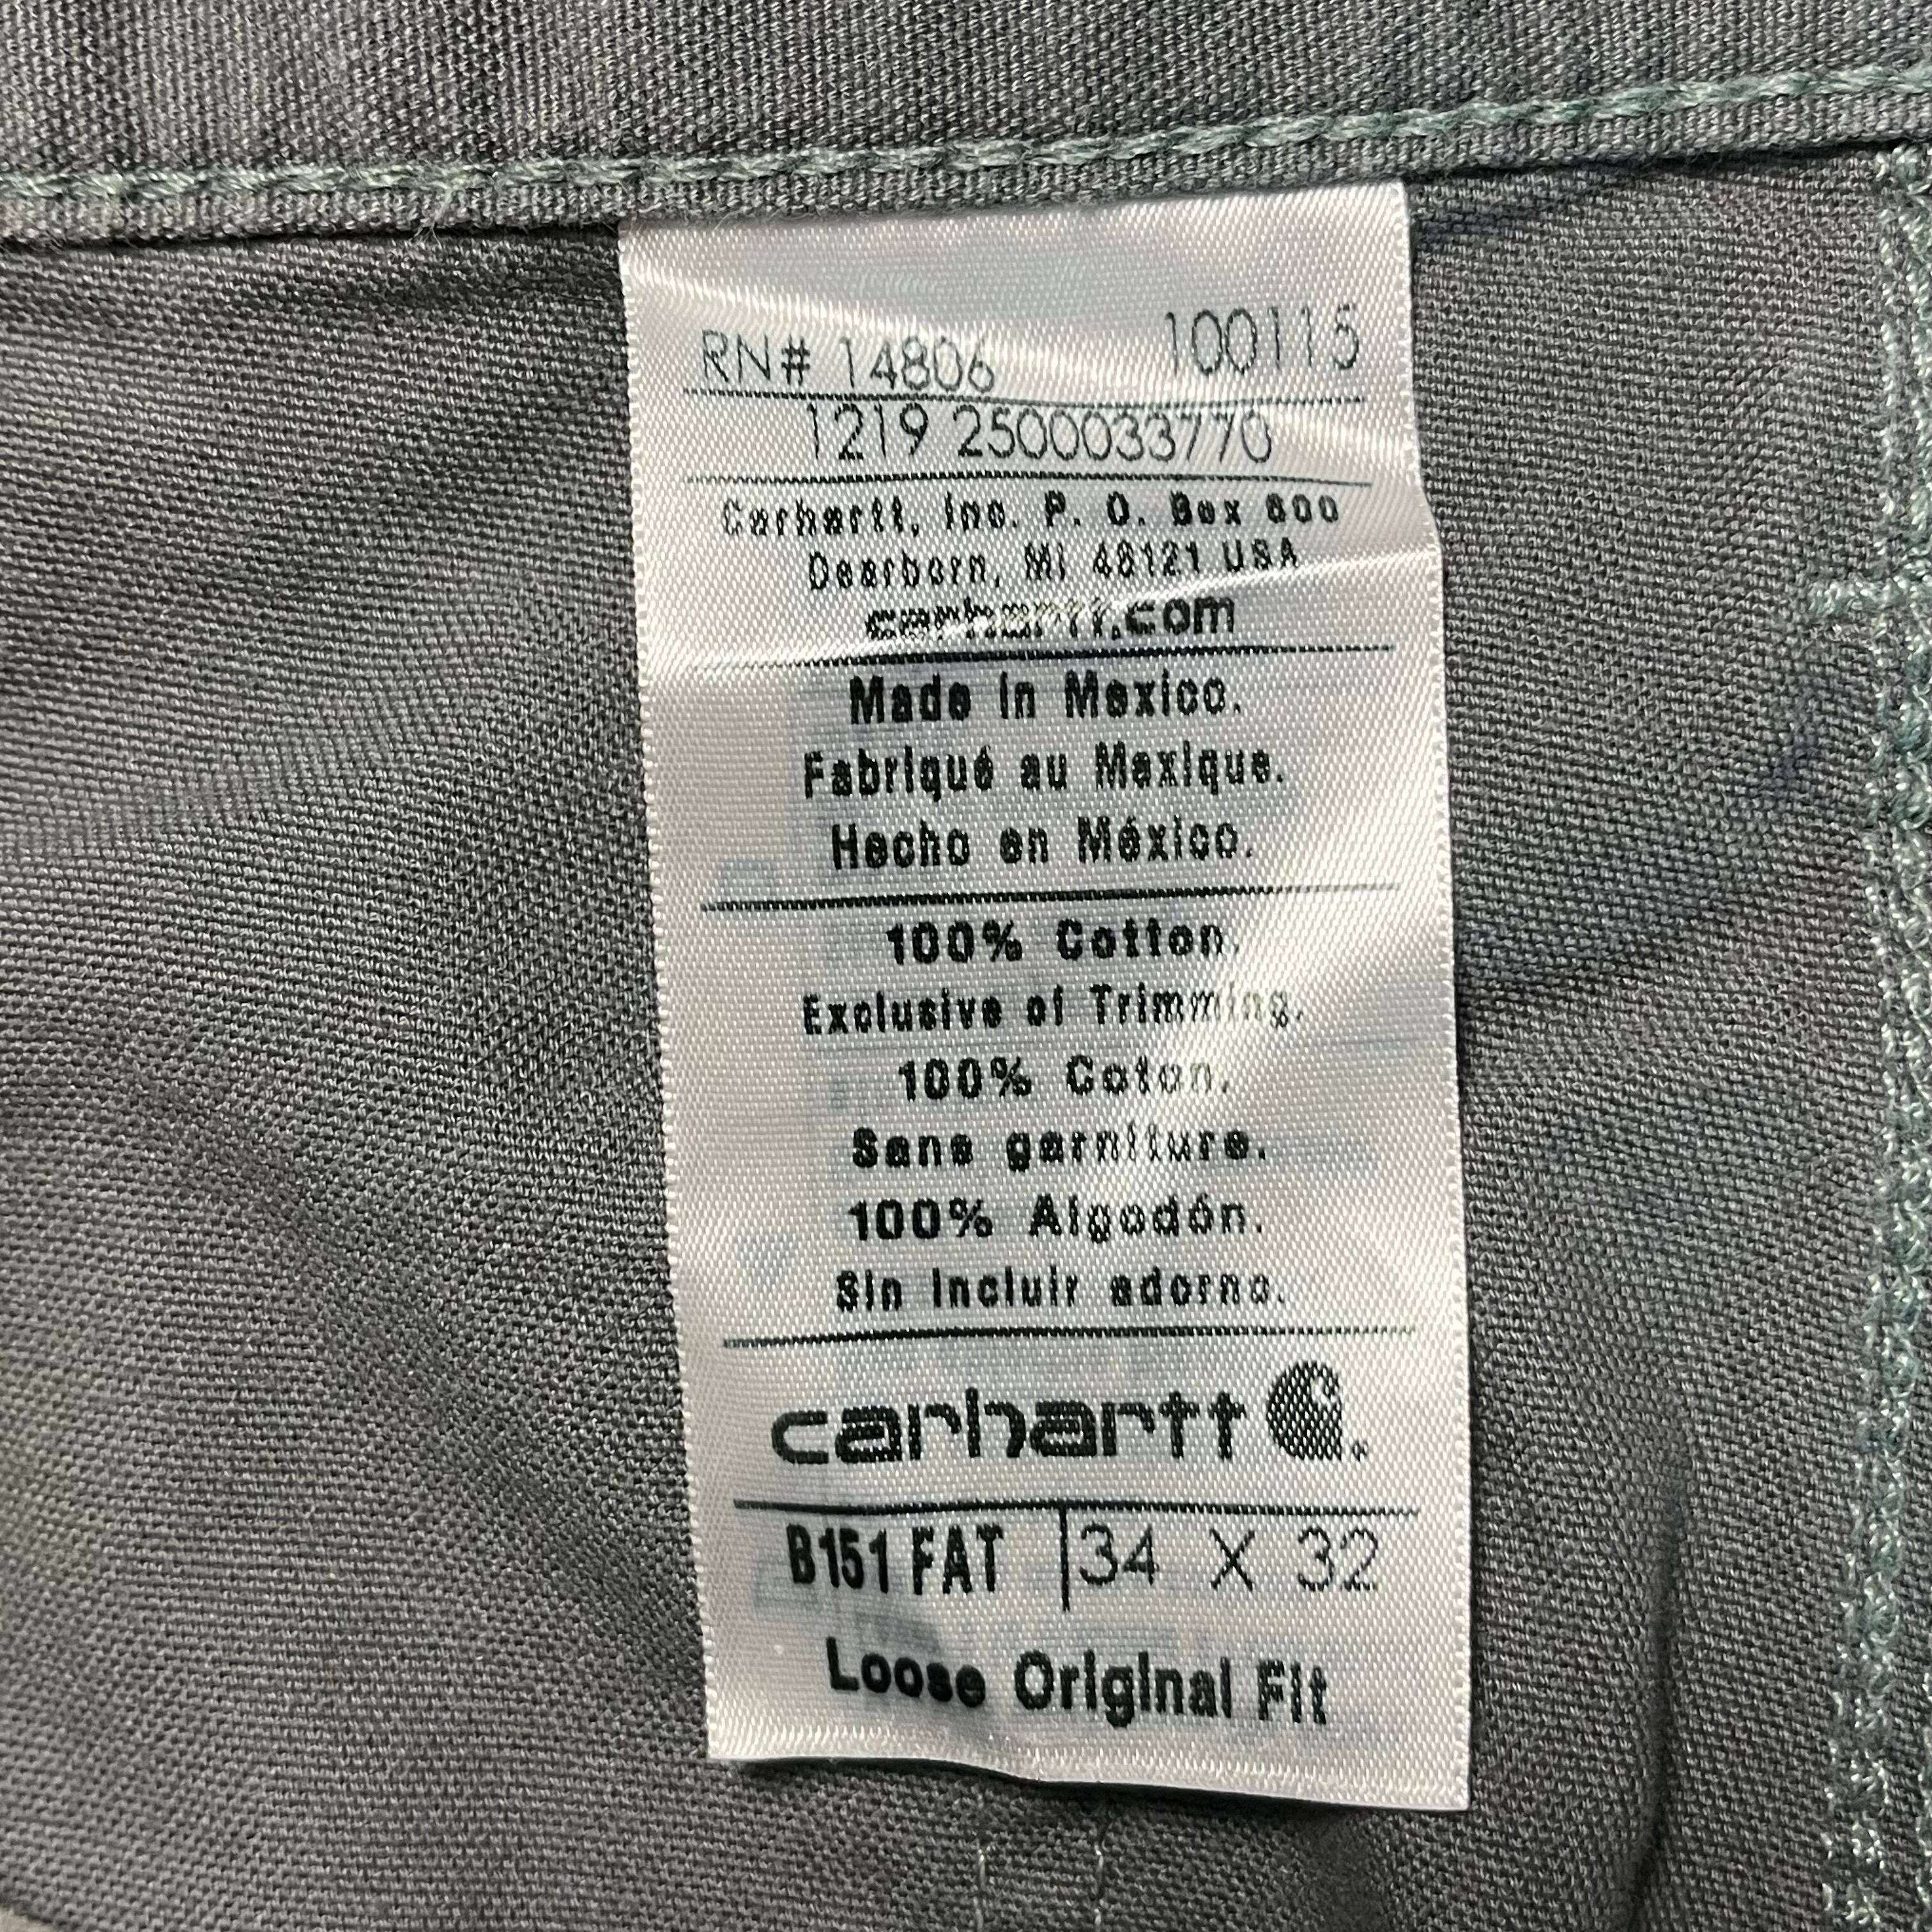 RN# 14806 100115
1219 2500033770
Carhartt, Inc. P. O. Box 600
Dearborn, MI 48121 USA
carhartt.com
Made in Mexico.
Fabriqué au Mexique.
Hecho en México.
100% Cotton.
Exclusive of Trimming.
100% Coton.
Sans garniture.
100% Algodón.
Sin incluir adorno.
carhartt
B151 FAT 34 X 32
Loose Original Fit